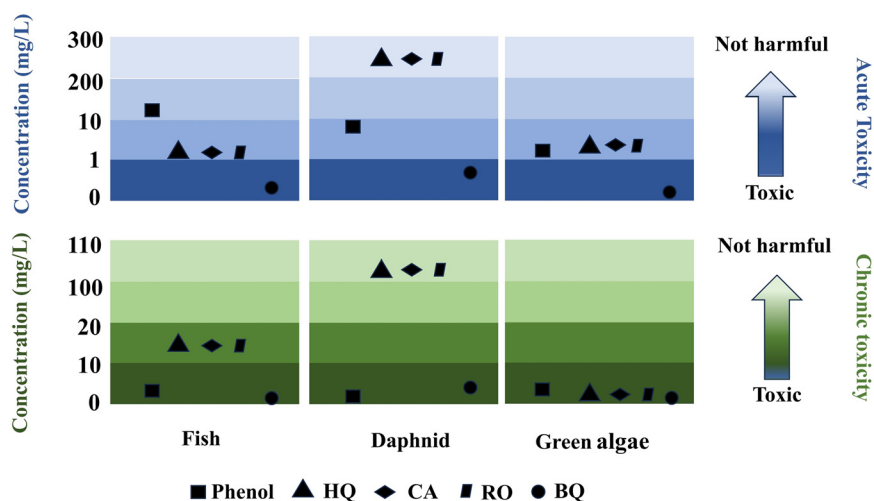 Concentration (mg/L)
300
200
10
1
0
Not harmful
Toxic
Acute Toxicity
Concentration (mg/L)
110
100
20
10
0
Not harmful
Toxic
Chronic toxicity
Fish Daphnid Green algae
Phenol HQ CA RO BQ